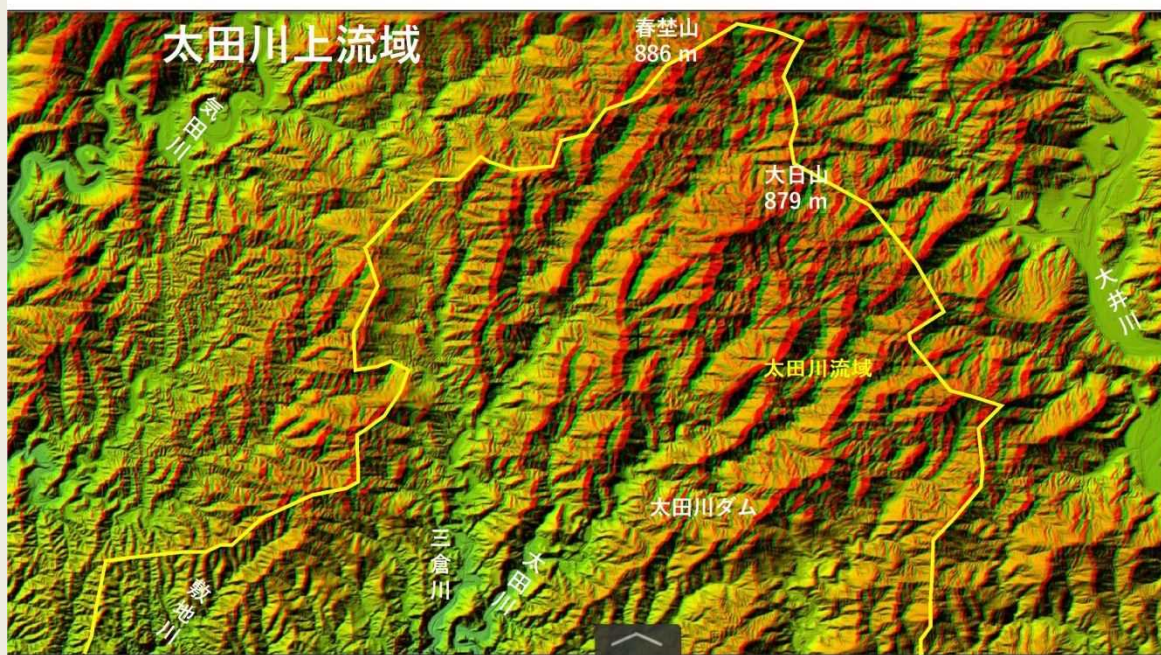 太田川上流域
春埜山
886 m
気田川
大日山
879 m
大井川
太田川流域
太田川ダム
三倉川
太田川
敷地川